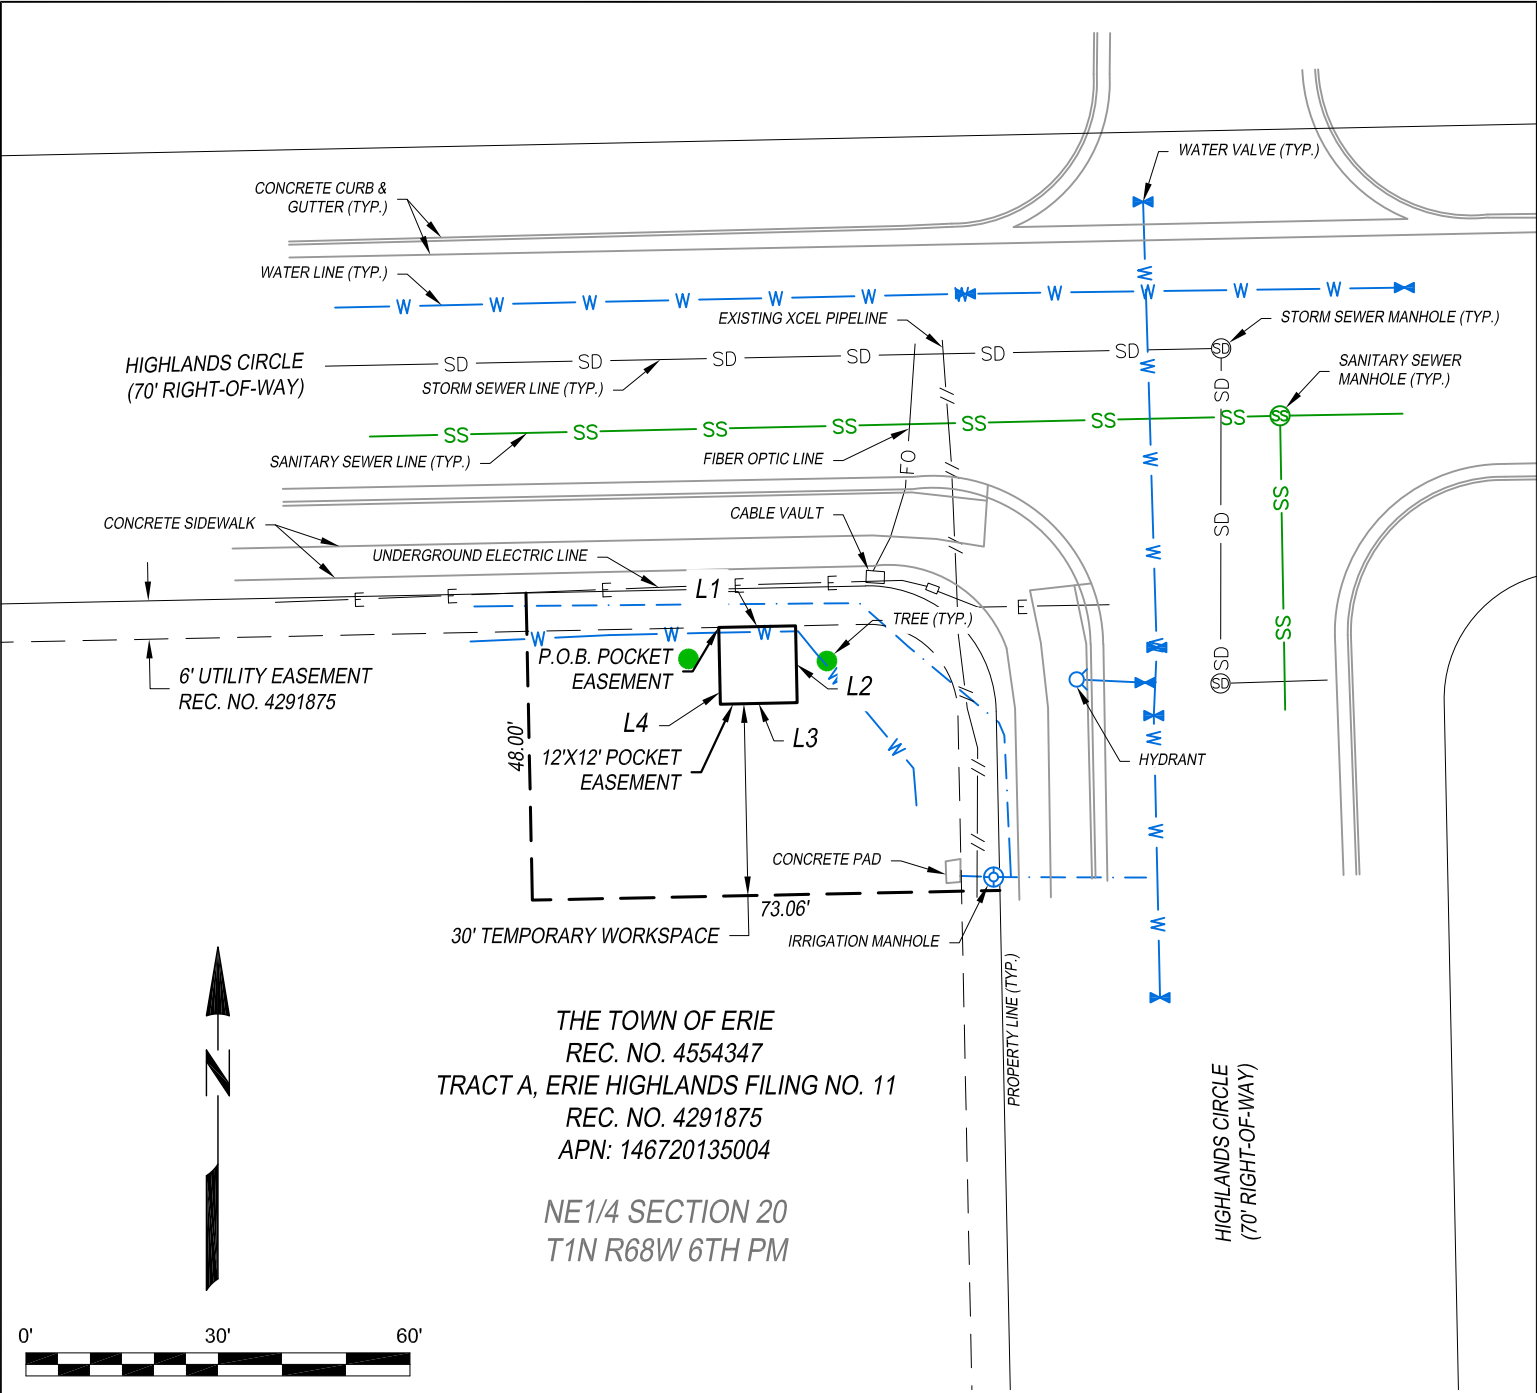 WATER VALVE (TYP.)
CONCRETE CURB &
GUTTER (TYP.)
WATER LINE (TYP.)
W W W W W W W W W W W
W
EXISTING XCEL PIPELINE
STORM SEWER MANHOLE (TYP.)
HIGHLANDS CIRCLE
(70' RIGHT-OF-WAY)
SD SD SD SD SD SD SD
STORM SEWER LINE (TYP.)
SANITARY SEWER
MANHOLE (TYP.)
W
SD
SS SS SS SS SS SS SS SS
SANITARY SEWER LINE (TYP.)
FIBER OPTIC LINE
FO
W
SS
CONCRETE SIDEWALK
CABLE VAULT
SD
UNDERGROUND ELECTRIC LINE
W
E E E E E E
L1
TREE (TYP.)
SS
W W W
P.O.B. POCKET
EASEMENT
W
L2
SD
SD
6' UTILITY EASEMENT
REC. NO. 4291875
L4
L3
W
W
48.00'
12'X12' POCKET
EASEMENT
HYDRANT
W
CONCRETE PAD
73.06'
W
30' TEMPORARY WORKSPACE
IRRIGATION MANHOLE
PROPERTY LINE (TYP.)
THE TOWN OF ERIE
REC. NO. 4554347
TRACT A, ERIE HIGHLANDS FILING NO. 11
REC. NO. 4291875
APN: 146720135004
N
HIGHLANDS CIRCLE
(70' RIGHT-OF-WAY)
NE1/4 SECTION 20
T1N R68W 6TH PM
0' 30' 60'